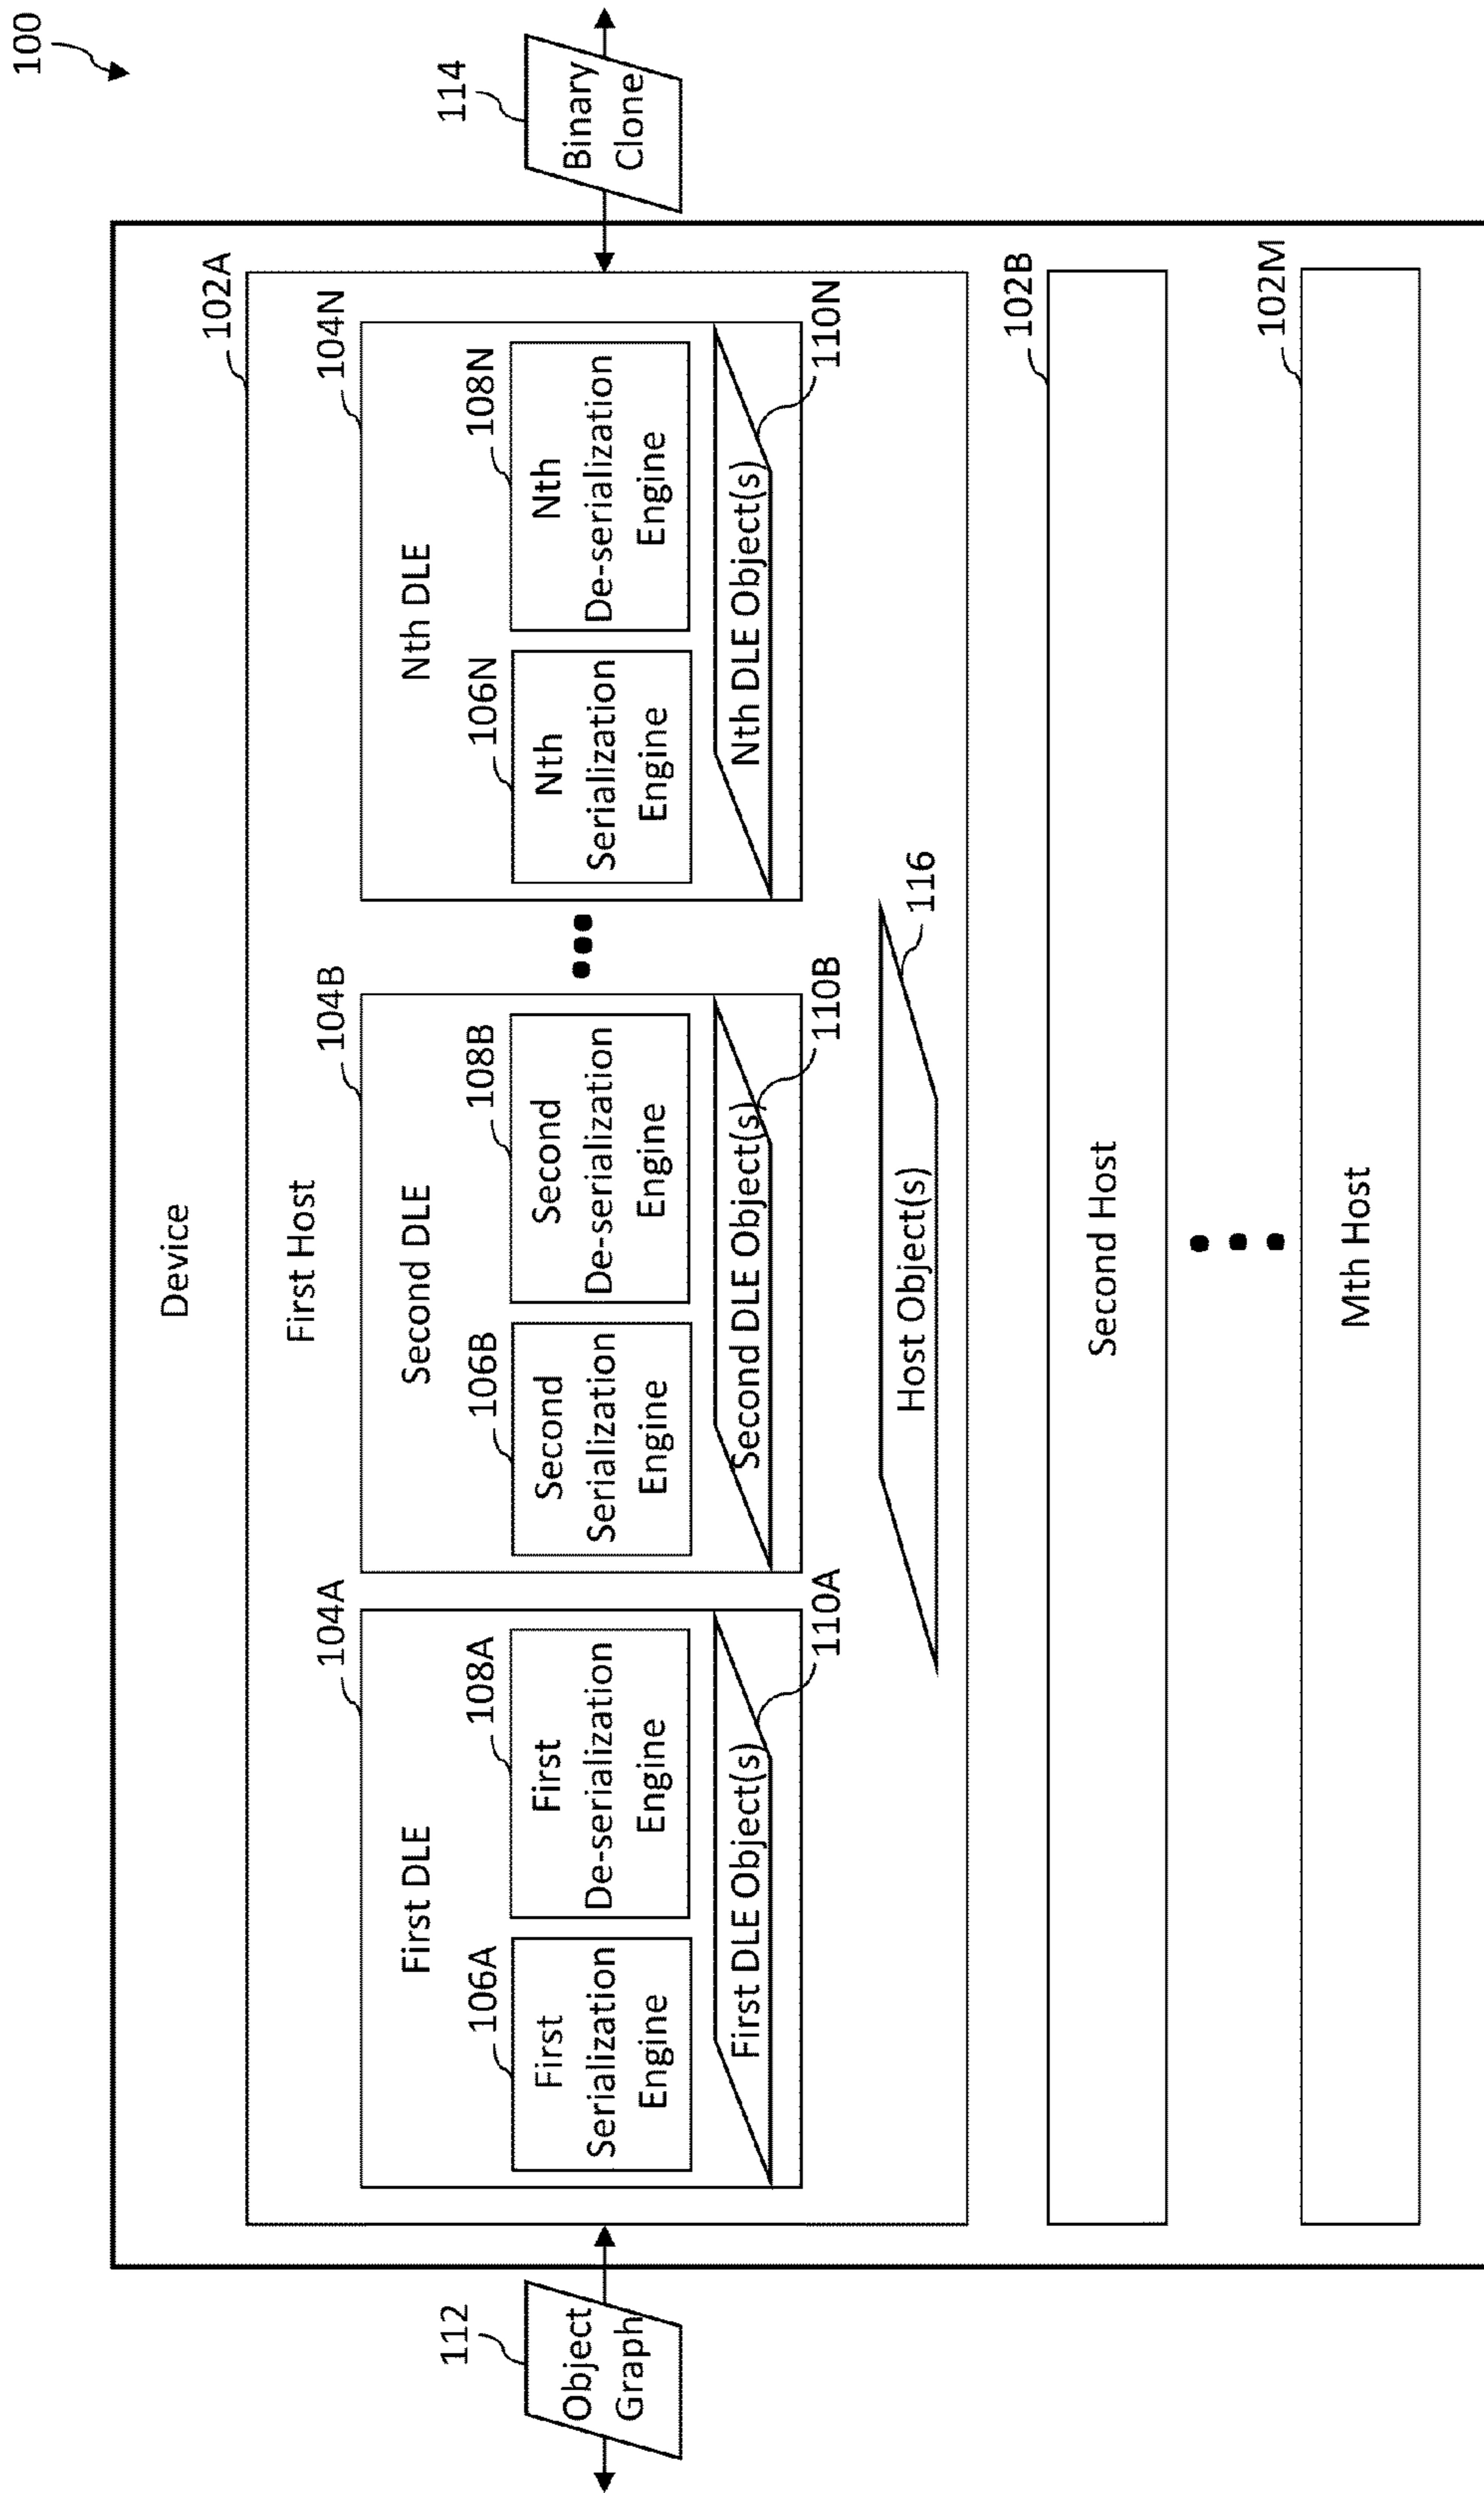 100
Device
102A
First Host
104A
First DLE
106A
First
Serialization
Engine
108A
First
De-serialization
Engine
First DLE Object(s)
110A
104B
Second DLE
106B
Second
Serialization
Engine
108B
Second
De-serialization
Engine
Second DLE Object(s)
110B
104N
Nth DLE
106N
Nth
Serialization
Engine
108N
Nth
De-serialization
Engine
Nth DLE Object(s)
110N
Host Object(s)
116
112
Object
Graph
114
Binary
Clone
102B
Second Host
102M
Mth Host